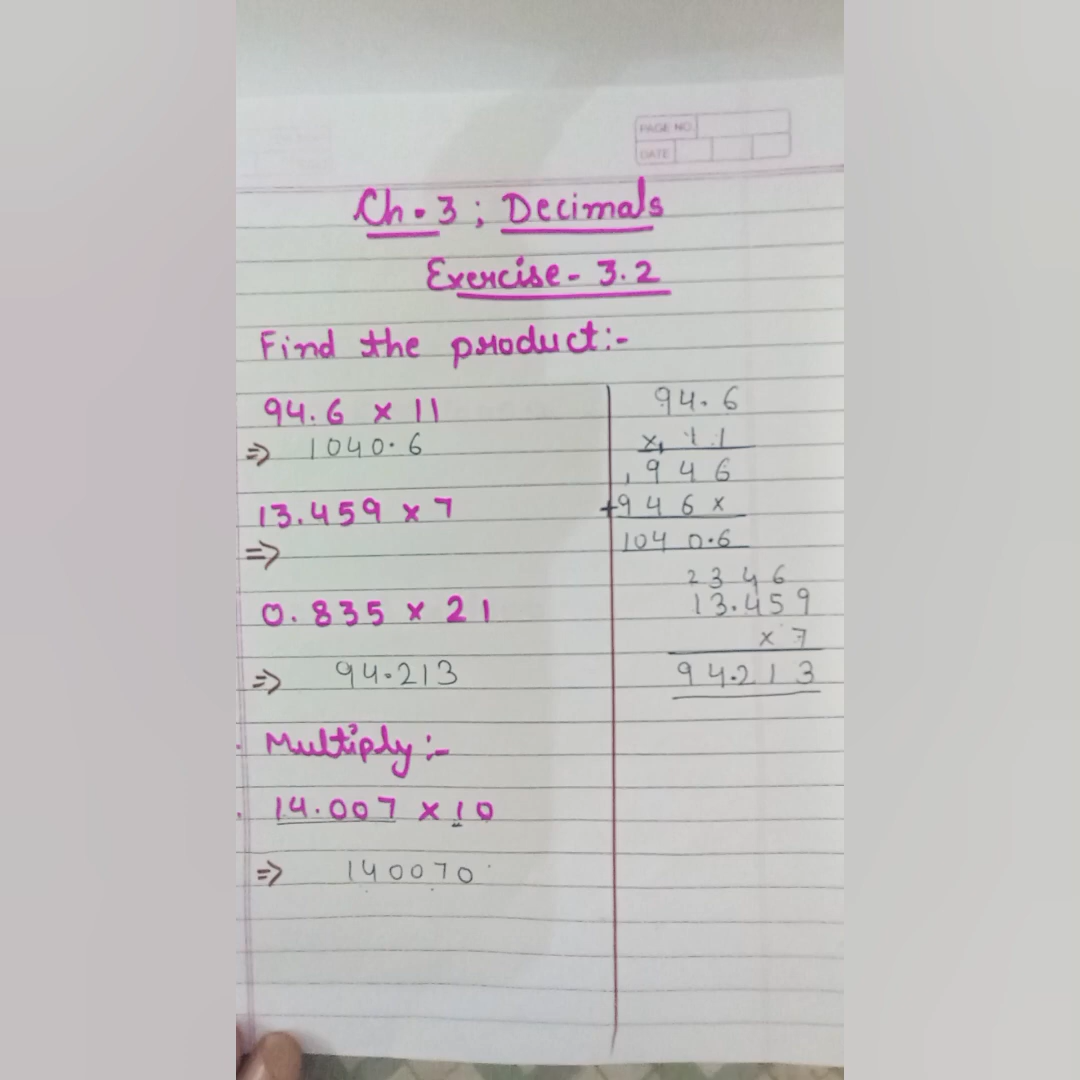 PAGE NO.
DATE
Ch. 3 ; Decimals
Exercise - 3.2
Find the product :-
94.6 × 11
⇒ 1040.6
13.459 × 7
⇒
0.835 × 21
⇒ 94.213
Multiply :-
14.007 × 10
⇒ 140070
94.6
× 11
946
+946×
1040.6
2346
13.459
× 7
94.213